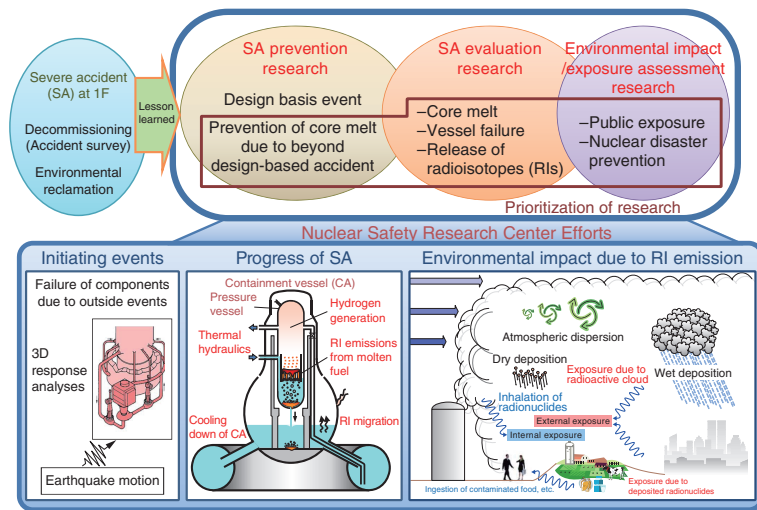 Severe accident
(SA) at 1F
Decommissioning
(Accident survey)
Environmental
reclamation
Lesson
learned
SA prevention
research
Design basis event
Prevention of core melt
due to beyond
design-based accident
SA evaluation
research
–Core melt
–Vessel failure
–Release of
radioisotopes (RIs)
Environmental impact
/exposure assessment
research
–Public exposure
–Nuclear disaster
prevention
Prioritization of research
Nuclear Safety Research Center Efforts
Initiating events
Failure of components
due to outside events
3D
response
analyses
Earthquake motion
Progress of SA
Containment vessel (CA)
Pressure
vessel
Hydrogen
generation
Thermal
hydraulics
RI emissions
from molten
fuel
Cooling
down of CA
RI migration
Environmental impact due to RI emission
Atmospheric dispersion
Dry deposition
Exposure due to
radioactive cloud
Wet deposition
Inhalation of
radionuclides
External exposure
Internal exposure
Ingestion of contaminated food, etc.
Exposure due to
deposited radionuclides